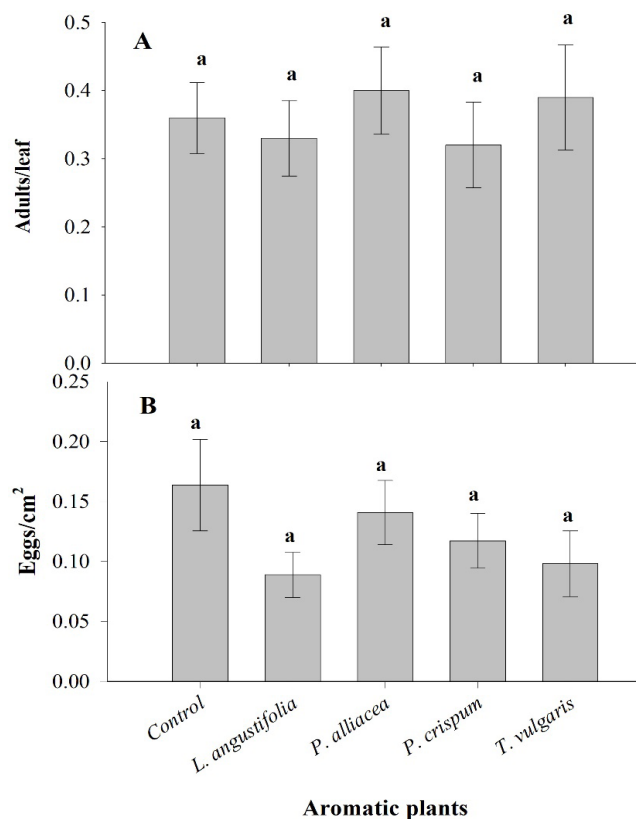 A
0.5
0.4
0.3
0.2
0.1
0.0
Adults/leaf
a
a
a
a
a
B
0.25
0.20
0.15
0.10
0.05
0.00
Eggs/cm²
a
a
a
a
a
Control
L. angustifolia
P. alliacea
P. crispum
T. vulgaris
Aromatic plants